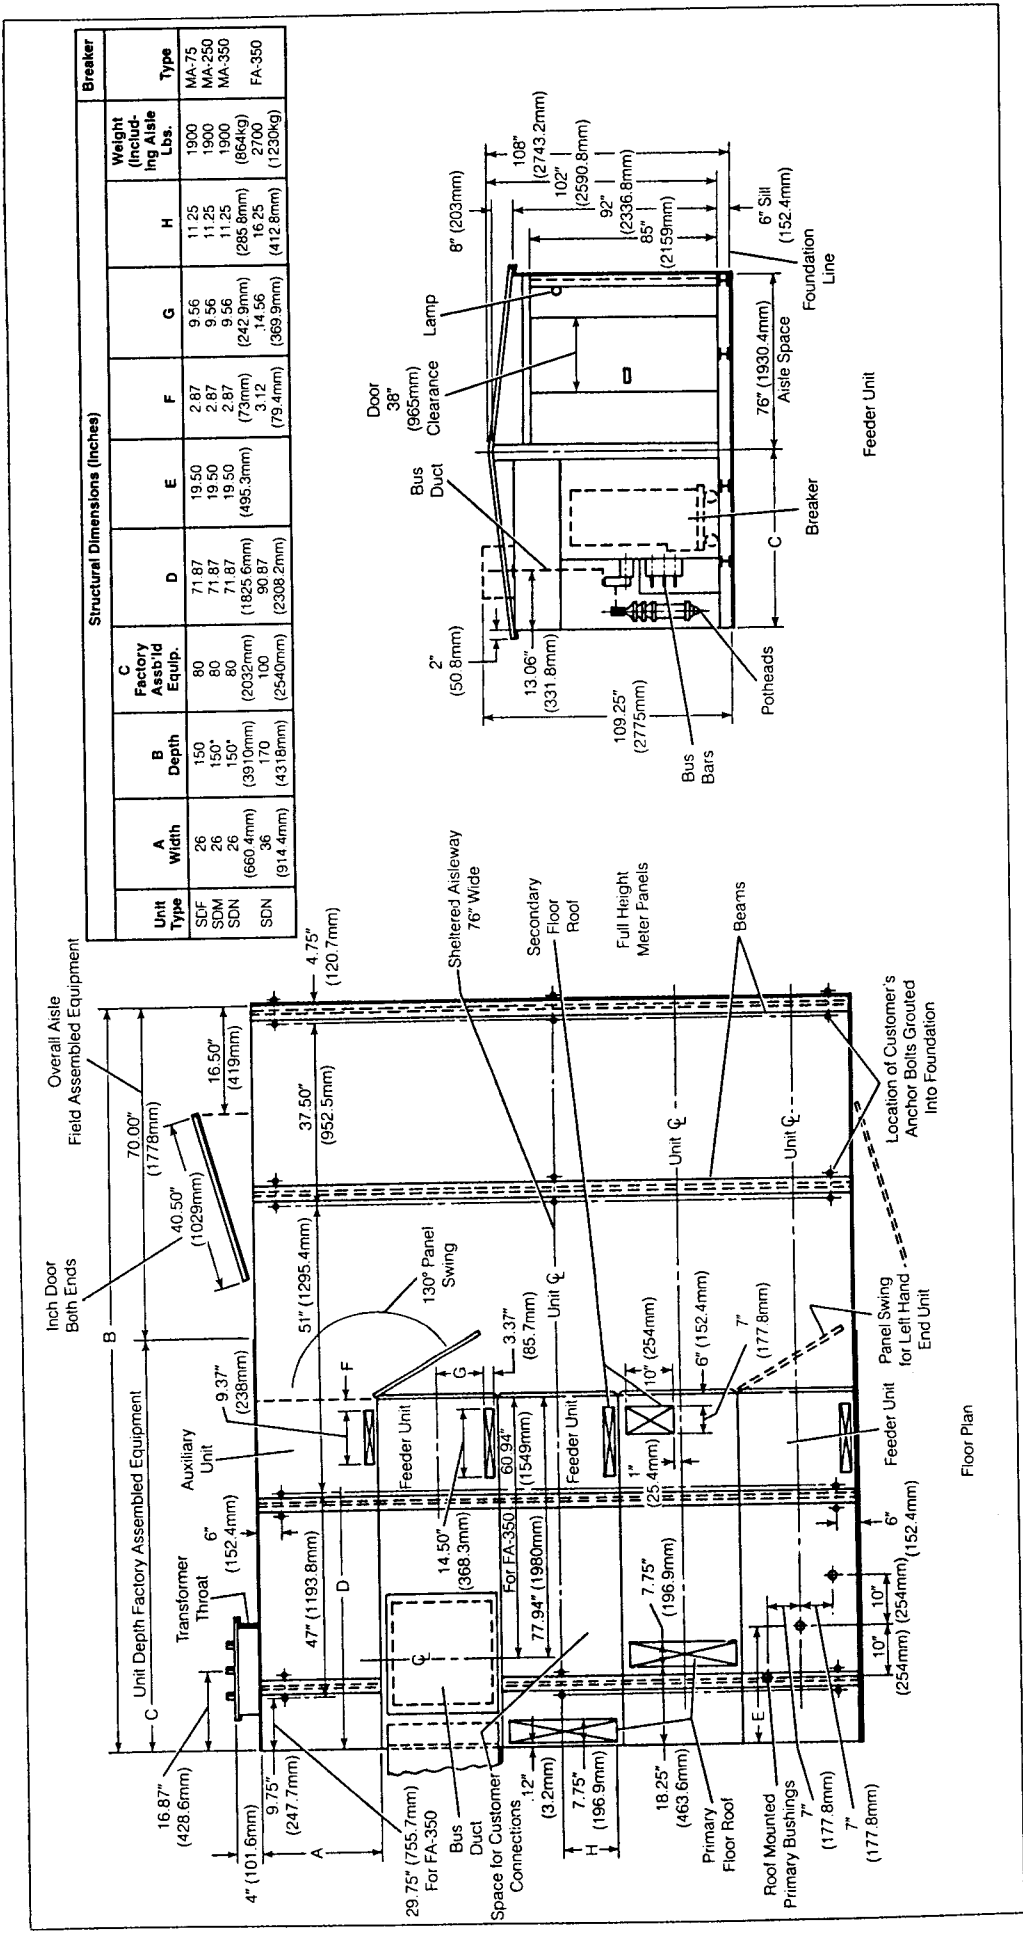 Structural Dimensions (Inches)
Breaker
Unit
Type
A
Width
B
Depth
C
Factory
Assb'ld
Equip.
D
E
F
G
H
Weight
(Includ-
ing Aisle
Lbs.
Type
SDF 26 150 80 71.87 19.50 2.87 9.56 11.25 1900 MA-75
SDM 26 150* 80 71.87 19.50 2.87 9.56 11.25 1900 MA-250
SDN 26 150* 80 71.87 19.50 2.87 9.56 11.25 1900 MA-350
(660.4mm) (3910mm) (2032mm) (1825.6mm) (495.3mm) (73mm) (242.9mm) (285.8mm) (864kg)
SDN 36 170 100 90.87 3.12 .14.56 16.25 2700 FA-350
(914.4mm) (4318mm) (2540mm) (2308.2mm) (79.4mm) (369.9mm) (412.8mm) (1230kg)
Overall Aisle
Field Assembled Equipment
Inch Door
Both Ends
B
70.00"
(1778mm)
Unit Depth Factory Assembled Equipment
C
16.87"
(428.6mm)
Transformer
Throat
6"
(152.4mm)
Auxiliary
Unit
9.37"
(238mm)
F
40.50"
(1029mm)
16.50"
(419mm)
4.75"
(120.7mm)
4" (101.6mm)
9.75"
(247.7mm)
47" (1193.8mm)
51" (1295.4mm)
37.50"
(952.5mm)
A
D
130° Panel
Swing
29.75" (755.7mm)
For FA-350
Feeder Unit
G
Bus
Duct
CL
14.50"
(368.3mm)
3.37"
(85.7mm)
Sheltered Aisleway
76" Wide
Space for Customer
Connections
For FA-350
60.94"
(1549mm)
77.94" (1980mm)
Feeder Unit
Unit CL
.12"
(3.2mm)
7.75"
(196.9mm)
H
Secondary
Floor
Roof
10" (254mm)
6" (152.4mm)
7"
(177.8mm)
1"
(25.4mm)
7.75"
(196.9mm)
18.25"
(463.6mm)
Primary
Floor Roof
Unit CL
Full Height
Meter Panels
Beams
E
Unit CL
Roof Mounted
Primary Bushings
7"
(177.8mm)
7"
(177.8mm)
10"
(254mm)
10"
(254mm)
6"
(152.4mm)
Feeder Unit
Panel Swing
for Left Hand
End Unit
Location of Customer's
Anchor Bolts Grouted
Into Foundation
Floor Plan
2"
(50.8mm)
13.06"
(331.8mm)
109.25"
(2775mm)
Bus
Duct
Door
38"
(965mm)
Clearance
Lamp
8" (203mm)
108"
(2743.2mm)
102"
(2590.8mm)
92"
(2336.8mm)
85"
(2159mm)
6" Sill
(152.4mm)
Foundation
Line
Bus
Bars
Potheads
C
Breaker
76" (1930.4mm)
Aisle Space
Feeder Unit